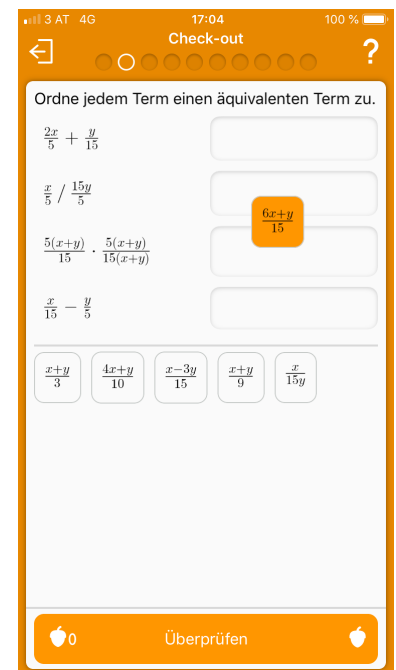 3 AT 4G 17:04 100 %
Check-out
?
Ordne jedem Term einen äquivalenten Term zu.
2x/5 + y/15
x/5 / 15y/5
6x+y/15
5(x+y)/15 · 5(x+y)/15(x+y)
x/15 − y/5
x+y/3 4x+y/10 x−3y/15 x+y/9 x/15y
0 Überprüfen